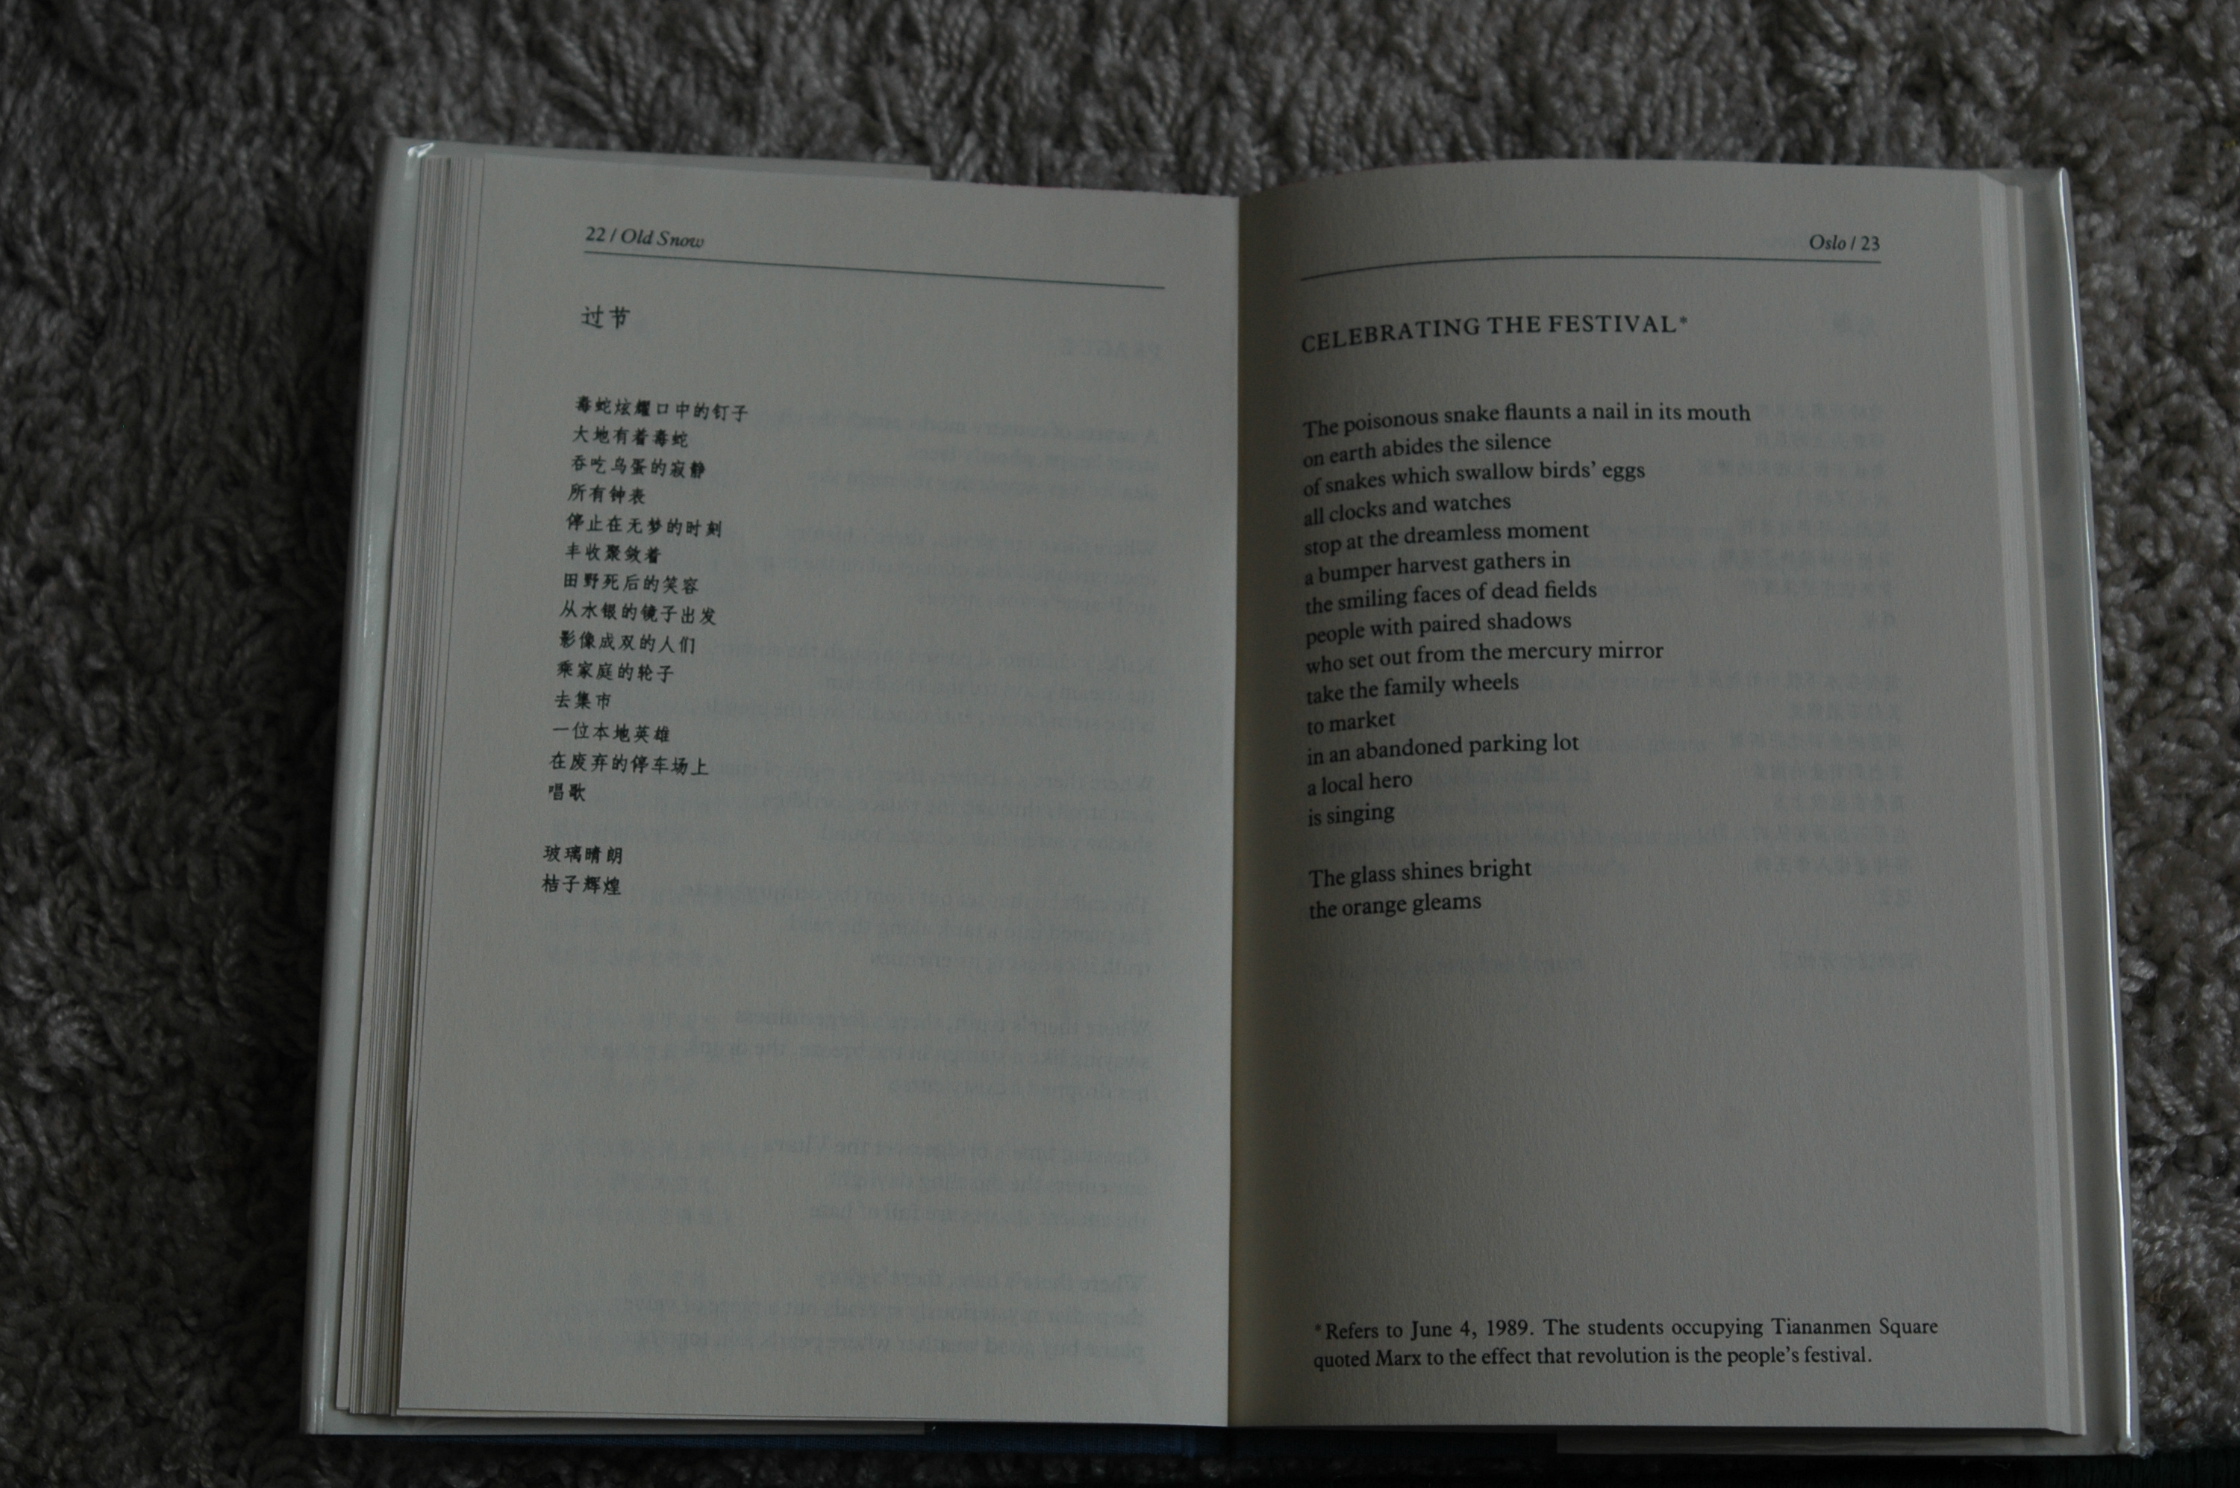 22 / Old Snow
过节
毒蛇炫耀口中的钉子
大地有着毒蛇
吞吃鸟蛋的寂静
所有钟表
停止在无梦的时刻
丰收聚敛着
田野死后的笑容
从水银的镜子出发
影像成双的人们
乘家庭的轮子
去集市
一位本地英雄
在废弃的停车场上
唱歌
玻璃晴朗
桔子辉煌
Oslo / 23
CELEBRATING THE FESTIVAL*
The poisonous snake flaunts a nail in its mouth
on earth abides the silence
of snakes which swallow birds' eggs
all clocks and watches
stop at the dreamless moment
a bumper harvest gathers in
the smiling faces of dead fields
people with paired shadows
who set out from the mercury mirror
take the family wheels
to market
in an abandoned parking lot
a local hero
is singing
The glass shines bright
the orange gleams
*Refers to June 4, 1989. The students occupying Tiananmen Square
quoted Marx to the effect that revolution is the people's festival.